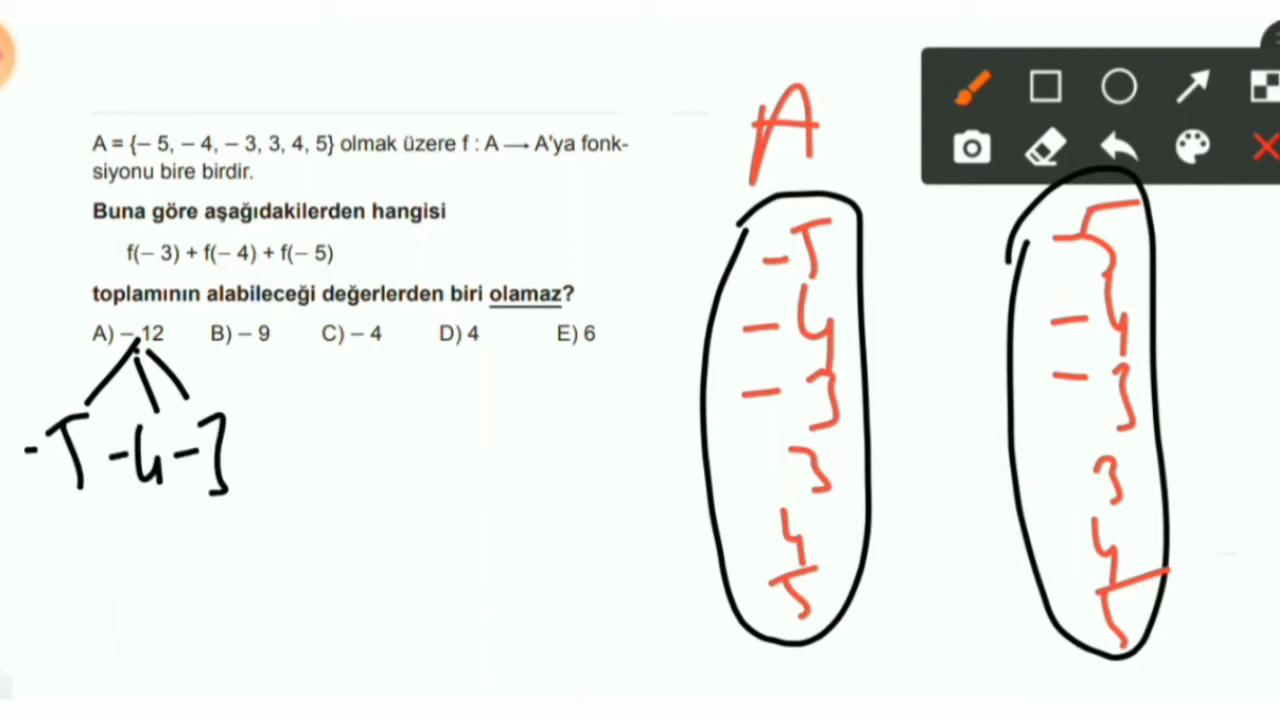 A = {– 5, – 4, – 3, 3, 4, 5} olmak üzere f : A → A'ya fonk-
siyonu bire birdir.
Buna göre aşağıdakilerden hangisi
f(– 3) + f(– 4) + f(– 5)
toplamının alabileceği değerlerden biri olamaz?
A) – 12 B) – 9 C) – 4 D) 4 E) 6
-5 -4 -3
A
-5
-4
-3
3
4
5
-5
-4
-3
3
4
5